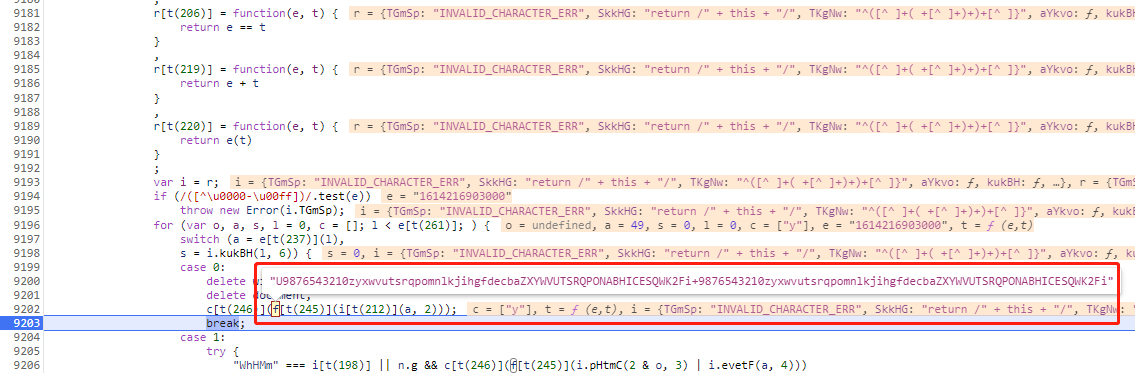 9181 r[t(206)] = function(e, t) { r = {TGmSp: "INVALID_CHARACTER_ERR", SkkHG: "return /" + this + "/", TKgNw: "^([^ ]+( +[^ ]+)+)+[^ ]}", aYkvo: ƒ, kukBH
9182 return e == t
9183 }
9184 ,
9185 r[t(219)] = function(e, t) { r = {TGmSp: "INVALID_CHARACTER_ERR", SkkHG: "return /" + this + "/", TKgNw: "^([^ ]+( +[^ ]+)+)+[^ ]}", aYkvo: ƒ, kukBH
9186 return e + t
9187 }
9188 ,
9189 r[t(220)] = function(e, t) { r = {TGmSp: "INVALID_CHARACTER_ERR", SkkHG: "return /" + this + "/", TKgNw: "^([^ ]+( +[^ ]+)+)+[^ ]}", aYkvo: ƒ, kukBH
9190 return e(t)
9191 }
9192 ;
9193 var i = r; i = {TGmSp: "INVALID_CHARACTER_ERR", SkkHG: "return /" + this + "/", TKgNw: "^([^ ]+( +[^ ]+)+)+[^ ]}", aYkvo: ƒ, kukBH: ƒ, …}, r = {TGmS
9194 if (/([^\u0000-\u00ff])/.test(e)) e = "1614216903000"
9195 throw new Error(i.TGmSp); i = {TGmSp: "INVALID_CHARACTER_ERR", SkkHG: "return /" + this + "/", TKgNw: "^([^ ]+( +[^ ]+)+)+[^ ]}", aYkvo: ƒ, kukBH:
9196 for (var o, a, s, l = 0, c = []; l < e[t(261)]; ) { o = undefined, a = 49, s = 0, l = 0, c = ["y"], e = "1614216903000", t = ƒ (e,t)
9197 switch (a = e[t(237)](l),
9198 s = i.kukBH(l, 6)) { s = 0, i = {TGmSp: "INVALID_CHARACTER_ERR", SkkHG: "return /" + this + "/", TKgNw: "^([^ ]+( +[^ ]+)+)+[^ ]}", aYkvo: ƒ,
9199 case 0:
9200 delete "U9876543210zyxwvutsrqpomnlkjihgfdecbaZXYWVUTSRQPONABHICESQWK2Fi+9876543210zyxwvutsrqpomnlkjihgfdecbaZXYWVUTSRQPONABHICESQWK2Fi"
9201 delete document,
9202 c[t(246)](f[t(245)](i[t(212)](a, 2))); c = ["y"], t = ƒ (e,t), i = {TGmSp: "INVALID_CHARACTER_ERR", SkkHG: "return /" + this + "/", TKgNw:
9203 break;
9204 case 1:
9205 try {
9206 "WhHMm" === i[t(198)] || n.g && c[t(246)](f[t(245)](i.pHtmC(2 & o, 3) | i.evetF(a, 4)))